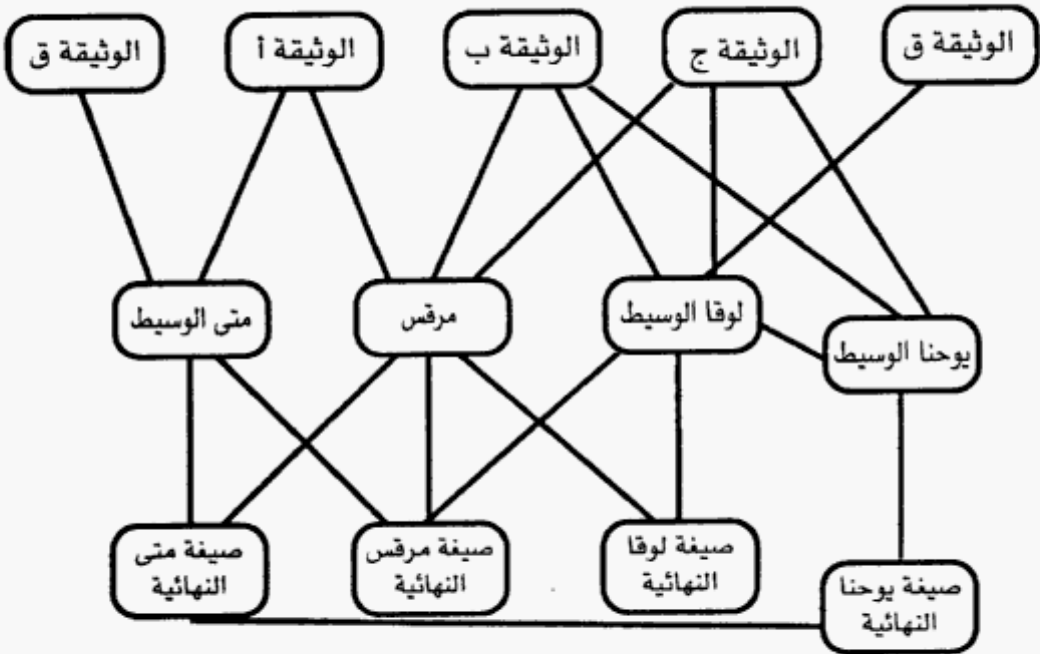 الوثيقة ق
الوثيقة ج
الوثيقة ب
الوثيقة أ
الوثيقة ق
يوحنا الوسيط
لوقا الوسيط
مرقس
متى الوسيط
صيغة يوحنا
النهائية
صيغة لوقا
النهائية
صيغة مرقس
النهائية
صيغة متى
النهائية